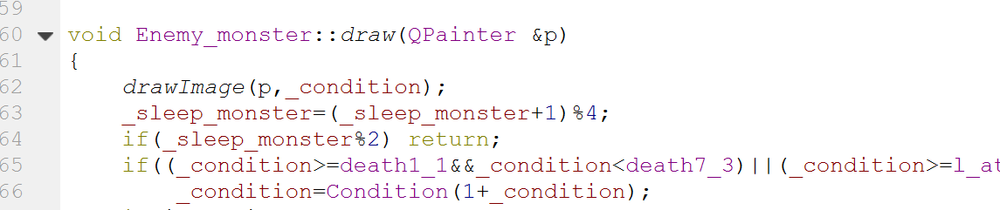 59
60 void Enemy_monster::draw(QPainter &p)
61 {
62 drawImage(p,_condition);
63 _sleep_monster=(_sleep_monster+1)%4;
64 if(_sleep_monster%2) return;
65 if((_condition>=death1_1&&_condition<death7_3)||(_condition>=l_at
66 _condition=Condition(1+_condition);